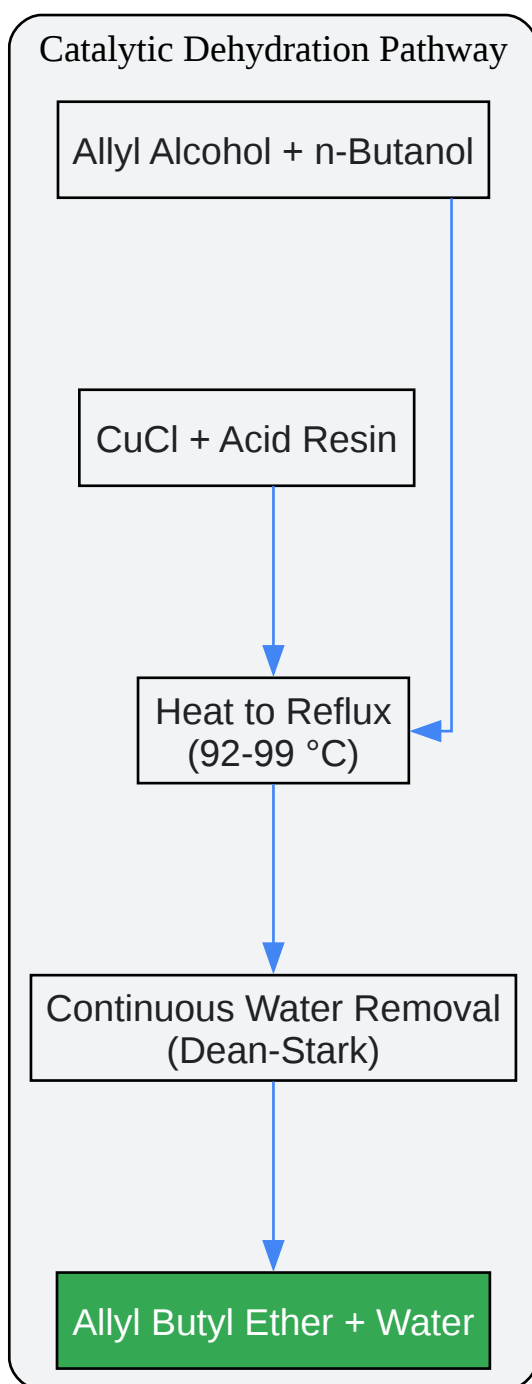 Catalytic Dehydration Pathway
Allyl Alcohol + n-Butanol
CuCl + Acid Resin
Heat to Reflux
(92-99 °C)
Continuous Water Removal
(Dean-Stark)
Allyl Butyl Ether + Water